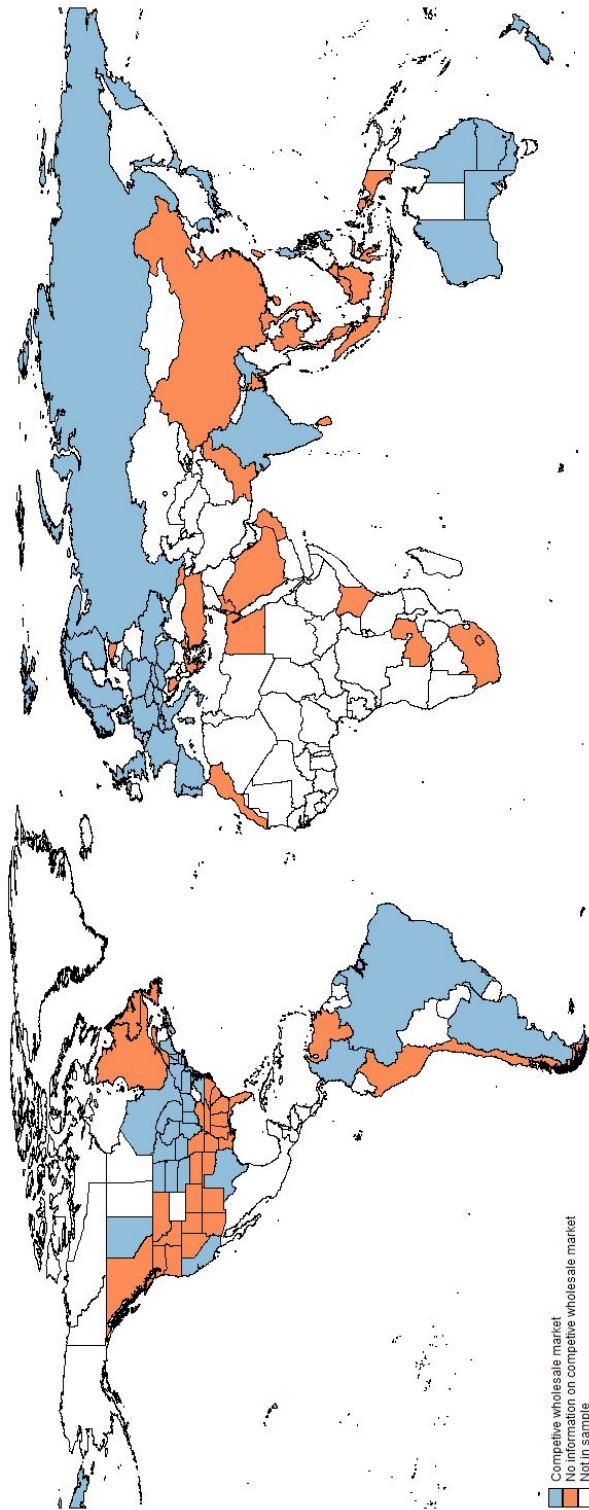 Competive wholesale market
No information on competive wholesale market
Not in sample